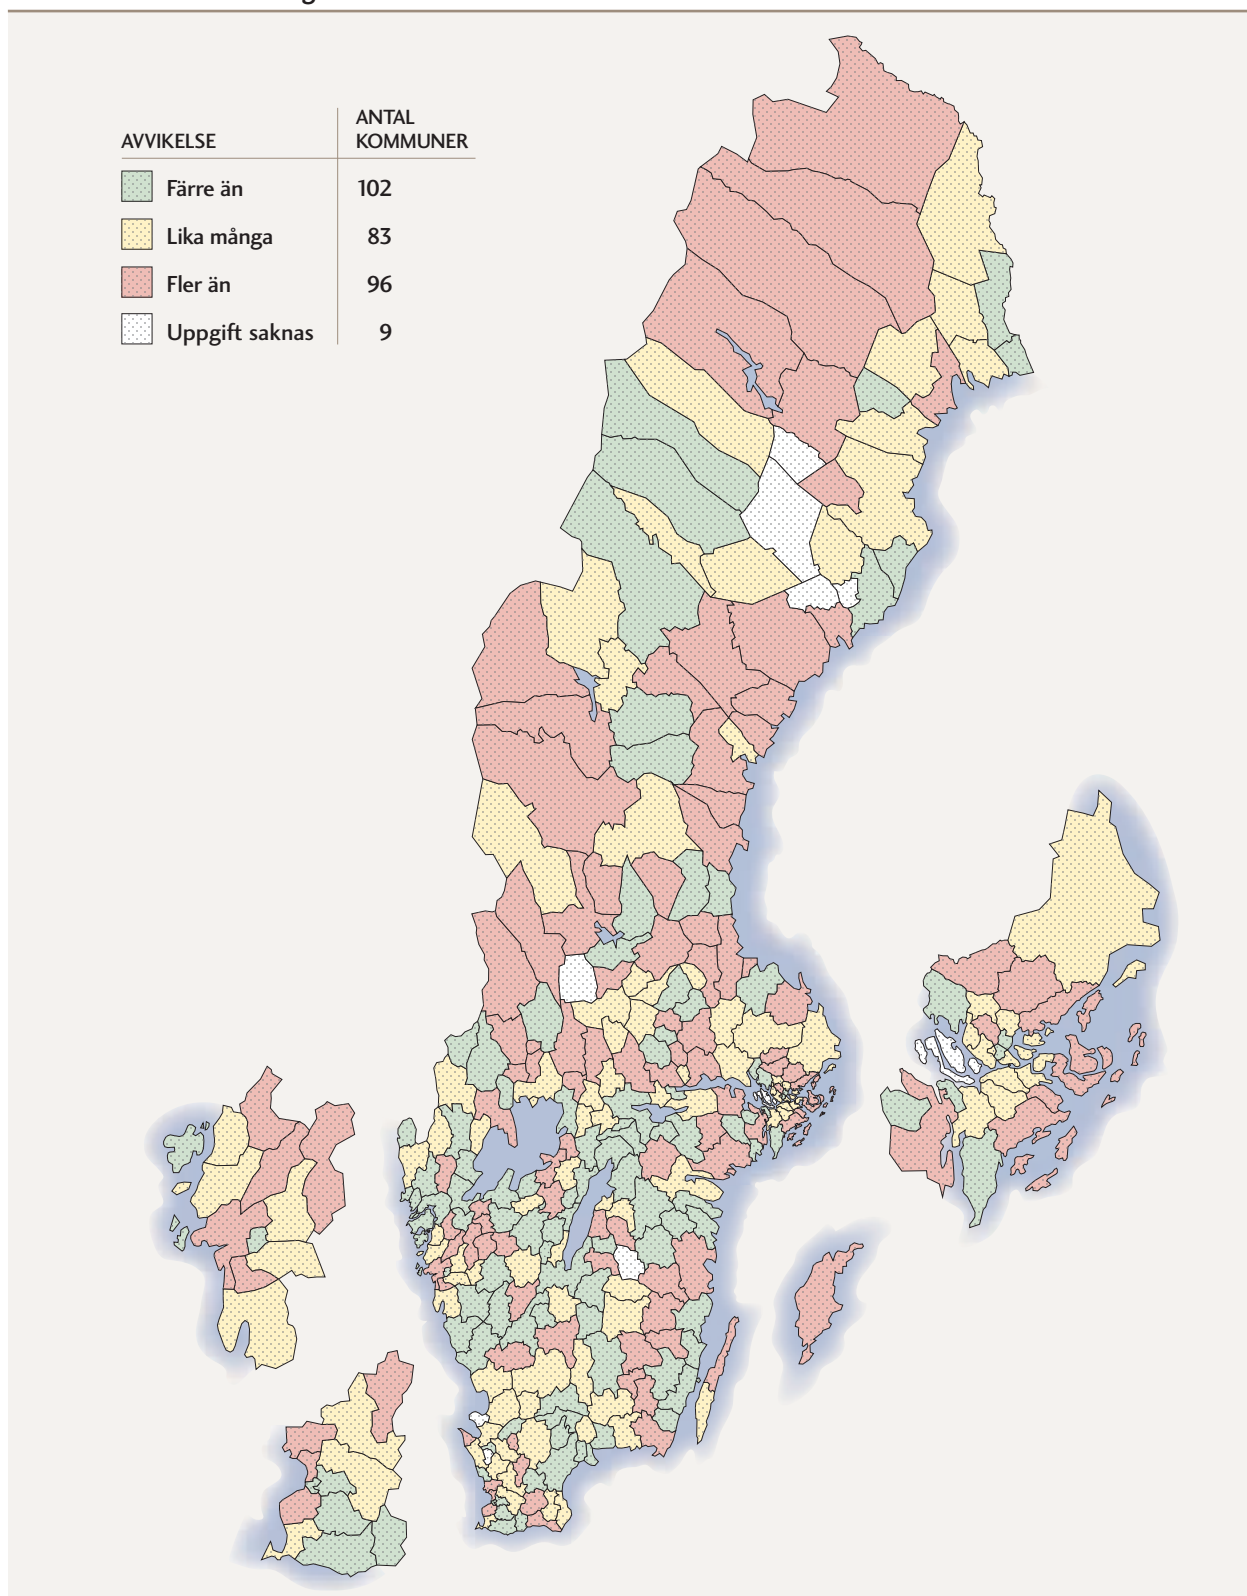 AVVIKELSE
ANTAL
KOMMUNER
Färre än 102
Lika många 83
Fler än 96
Uppgift saknas 9